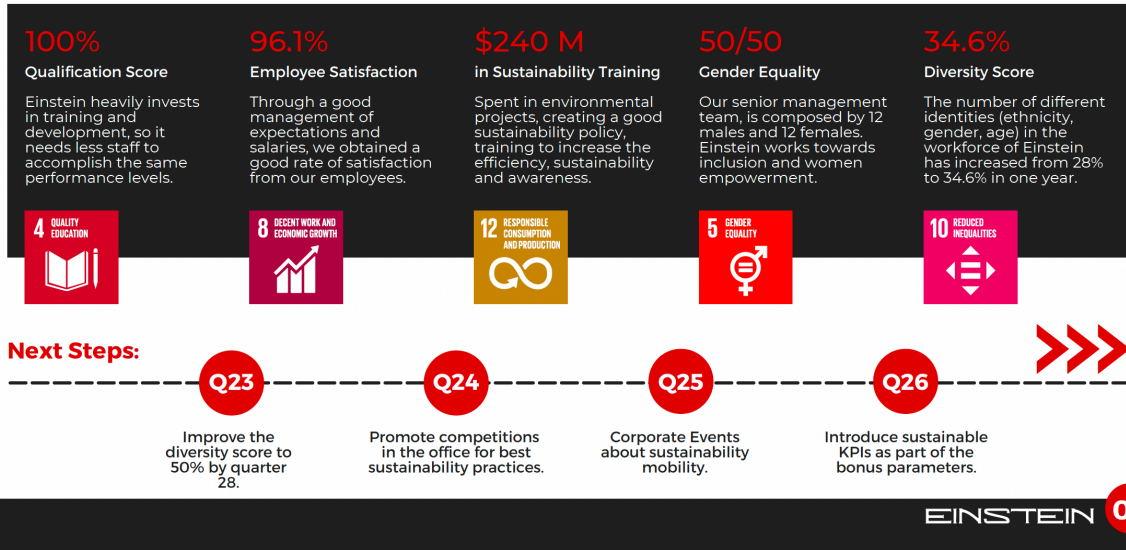 100%
Qualification Score
Einstein heavily invests
in training and
development, so it
needs less staff to
accomplish the same
performance levels.
4 QUALITY
EDUCATION
96.1%
Employee Satisfaction
Through a good
management of
expectations and
salaries, we obtained a
good rate of satisfaction
from our employees.
8 DECENT WORK AND
ECONOMIC GROWTH
$240 M
in Sustainability Training
Spent in environmental
projects, creating a good
sustainability policy,
training to increase the
efficiency, sustainability
and awareness.
12 RESPONSIBLE
CONSUMPTION
AND PRODUCTION
50/50
Gender Equality
Our senior management
team, is composed by 12
males and 12 females.
Einstein works towards
inclusion and women
empowerment.
5 GENDER
EQUALITY
34.6%
Diversity Score
The number of different
identities (ethnicity,
gender, age) in the
workforce of Einstein
has increased from 28%
to 34.6% in one year.
10 REDUCED
INEQUALITIES
Next Steps:
Q23
Improve the
diversity score to
50% by quarter
28.
Q24
Promote competitions
in the office for best
sustainability practices.
Q25
Corporate Events
about sustainability
mobility.
Q26
Introduce sustainable
KPIs as part of the
bonus parameters.
EINSTEIN